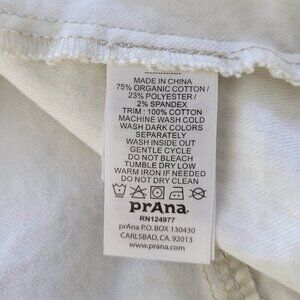 MADE IN CHINA
75% ORGANIC COTTON /
23% POLYESTER /
2% SPANDEX
TRIM : 100% COTTON
MACHINE WASH COLD
WASH DARK COLORS
SEPARATELY
WASH INSIDE OUT
GENTLE CYCLE
DO NOT BLEACH
TUMBLE DRY LOW
WARM IRON IF NEEDED
DO NOT DRY CLEAN
prAna
RN124977
prAna P.O. BOX 130430
CARLSBAD, CA. 92013
www.prana.com